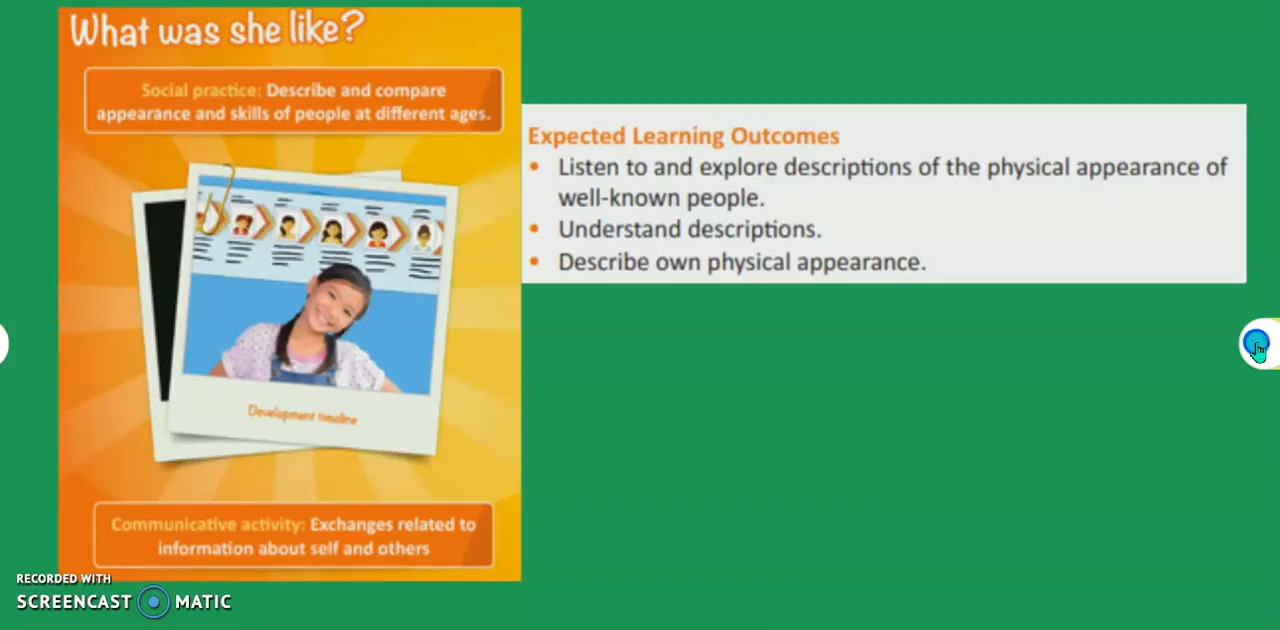 What was she like?
Social practice: Describe and compare
appearance and skills of people at different ages.
Development timeline
Communicative activity: Exchanges related to
information about self and others
Expected Learning Outcomes
• Listen to and explore descriptions of the physical appearance of
well-known people.
• Understand descriptions.
• Describe own physical appearance.
RECORDED WITH
SCREENCAST MATIC